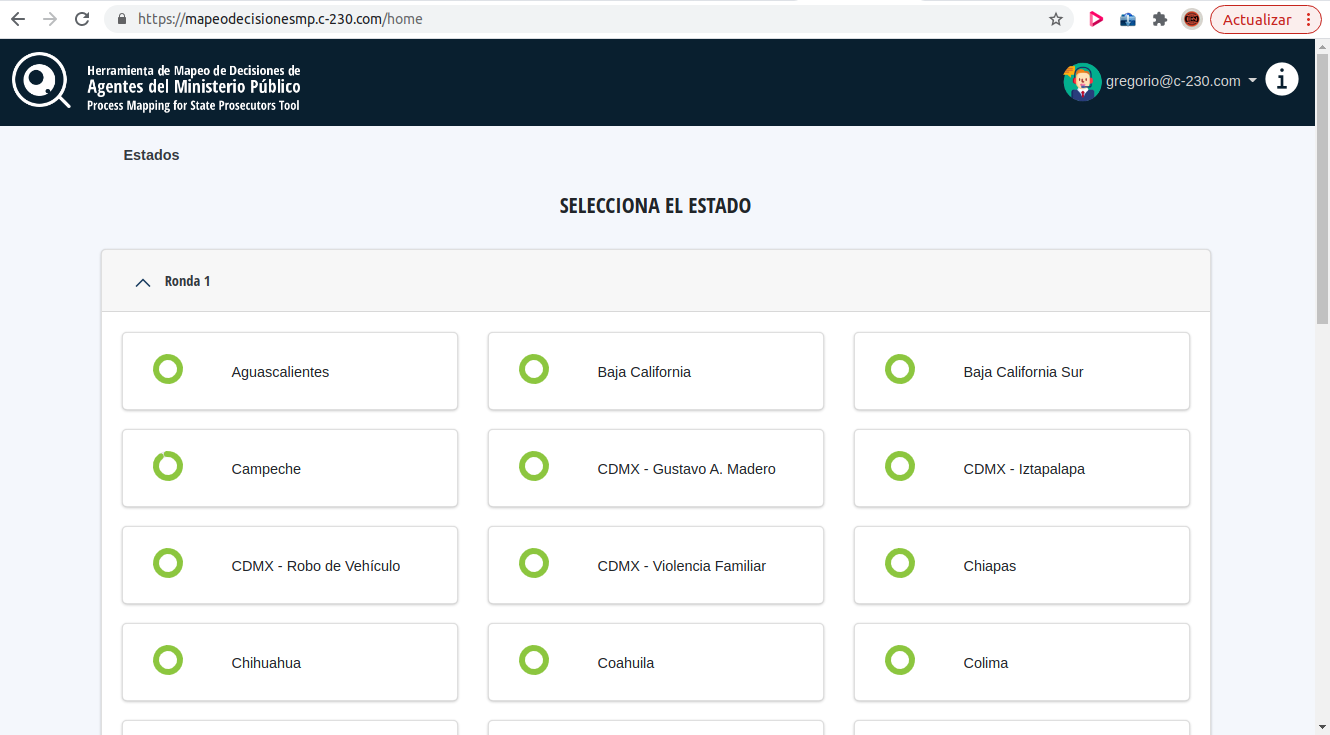 https://mapeodecisionesmp.c-230.com/home
Actualizar
Herramienta de Mapeo de Decisiones de
Agentes del Ministerio Público
Process Mapping for State Prosecutors Tool
gregorio@c-230.com
i
Estados
SELECCIONA EL ESTADO
Ronda 1
Aguascalientes
Baja California
Baja California Sur
Campeche
CDMX - Gustavo A. Madero
CDMX - Iztapalapa
CDMX - Robo de Vehículo
CDMX - Violencia Familiar
Chiapas
Chihuahua
Coahuila
Colima